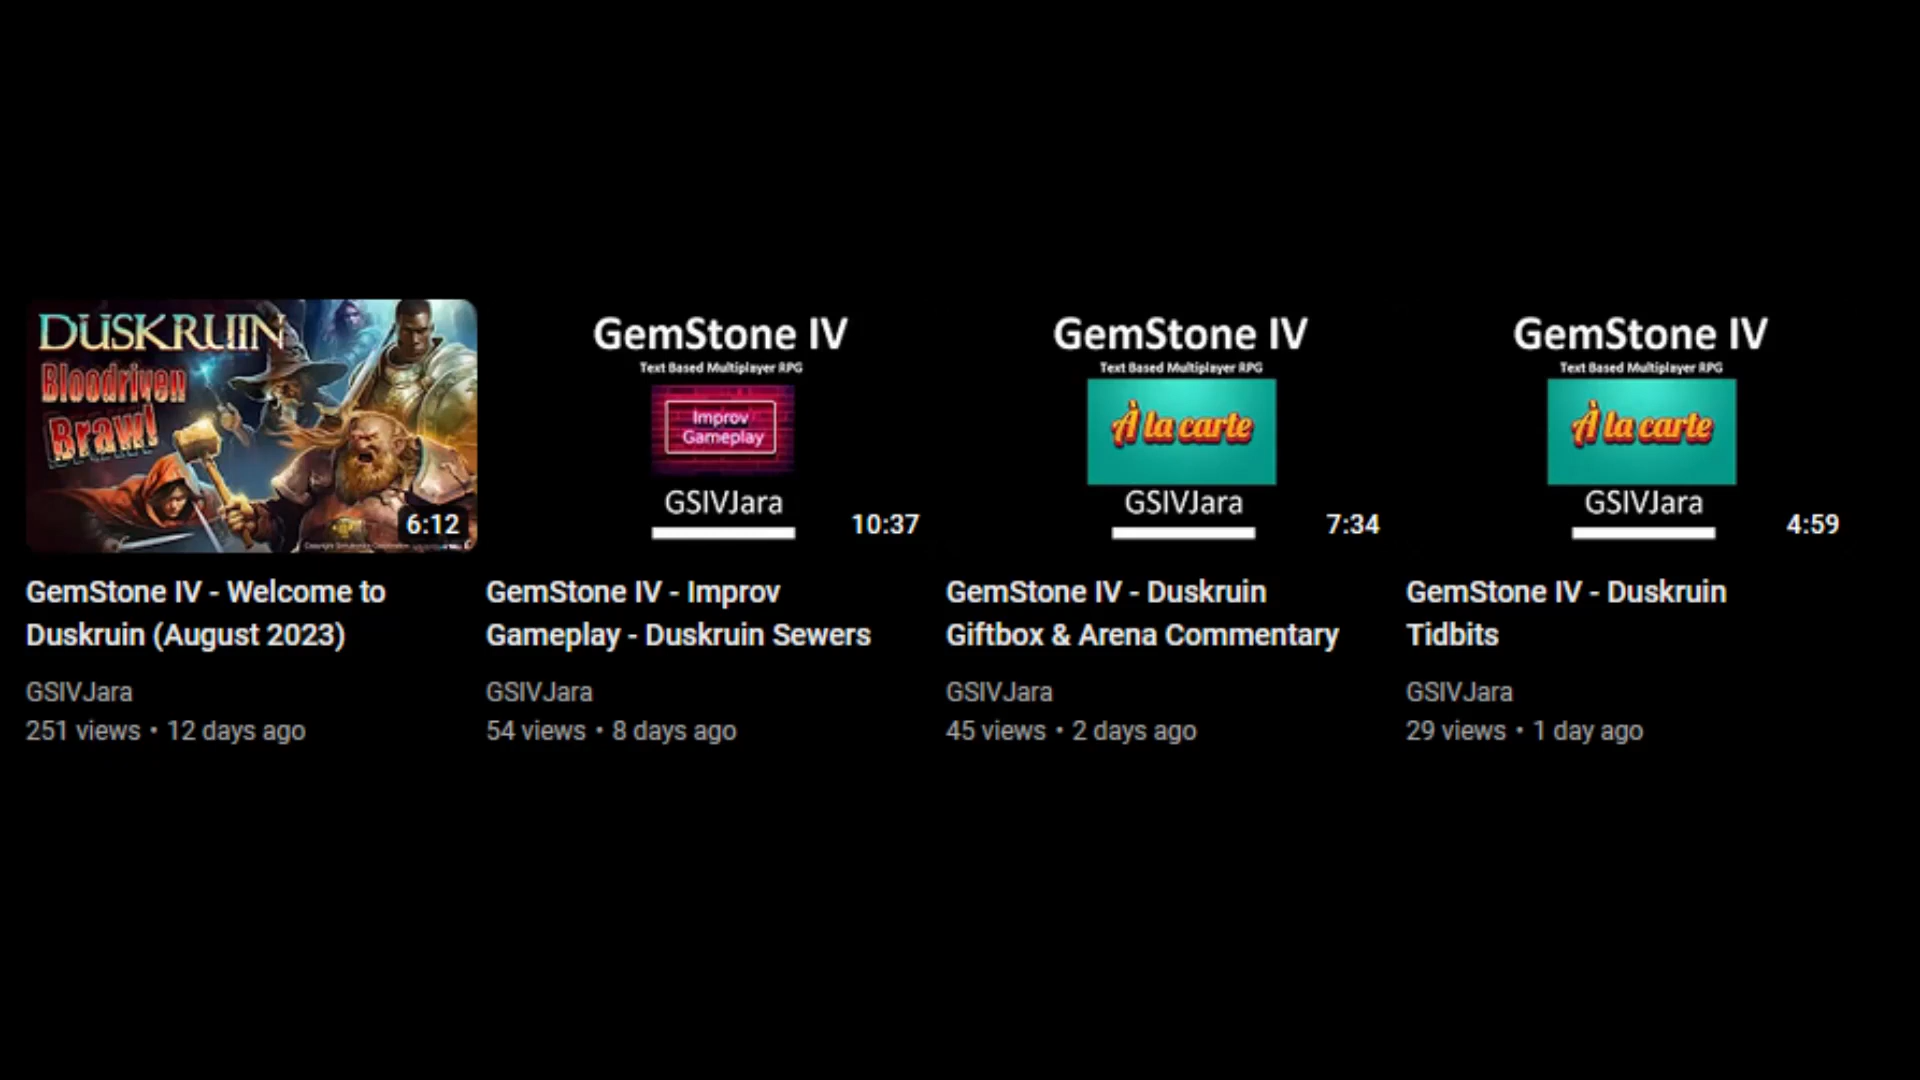 DUSKRUIN
Bloodriven
Brawl
6:12
GemStone IV - Welcome to
Duskruin (August 2023)
GSIVJara
251 views • 12 days ago
GemStone IV
Text Based Multiplayer RPG
Improv
Gameplay
GSIVJara
10:37
GemStone IV - Improv
Gameplay - Duskruin Sewers
GSIVJara
54 views • 8 days ago
GemStone IV
Text Based Multiplayer RPG
À la carte
GSIVJara
7:34
GemStone IV - Duskruin
Giftbox & Arena Commentary
GSIVJara
45 views • 2 days ago
GemStone IV
Text Based Multiplayer RPG
À la carte
GSIVJara
4:59
GemStone IV - Duskruin
Tidbits
GSIVJara
29 views • 1 day ago